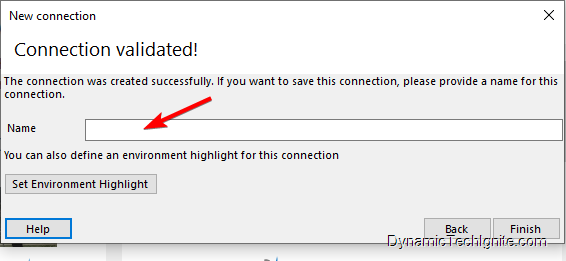 New connection
Connection validated!
The connection was created successfully. If you want to save this connection, please provide a name for this
connection.
Name
You can also define an environment highlight for this connection
Set Environment Highlight
Help
Back
Finish
DynamicTechIgnite.com